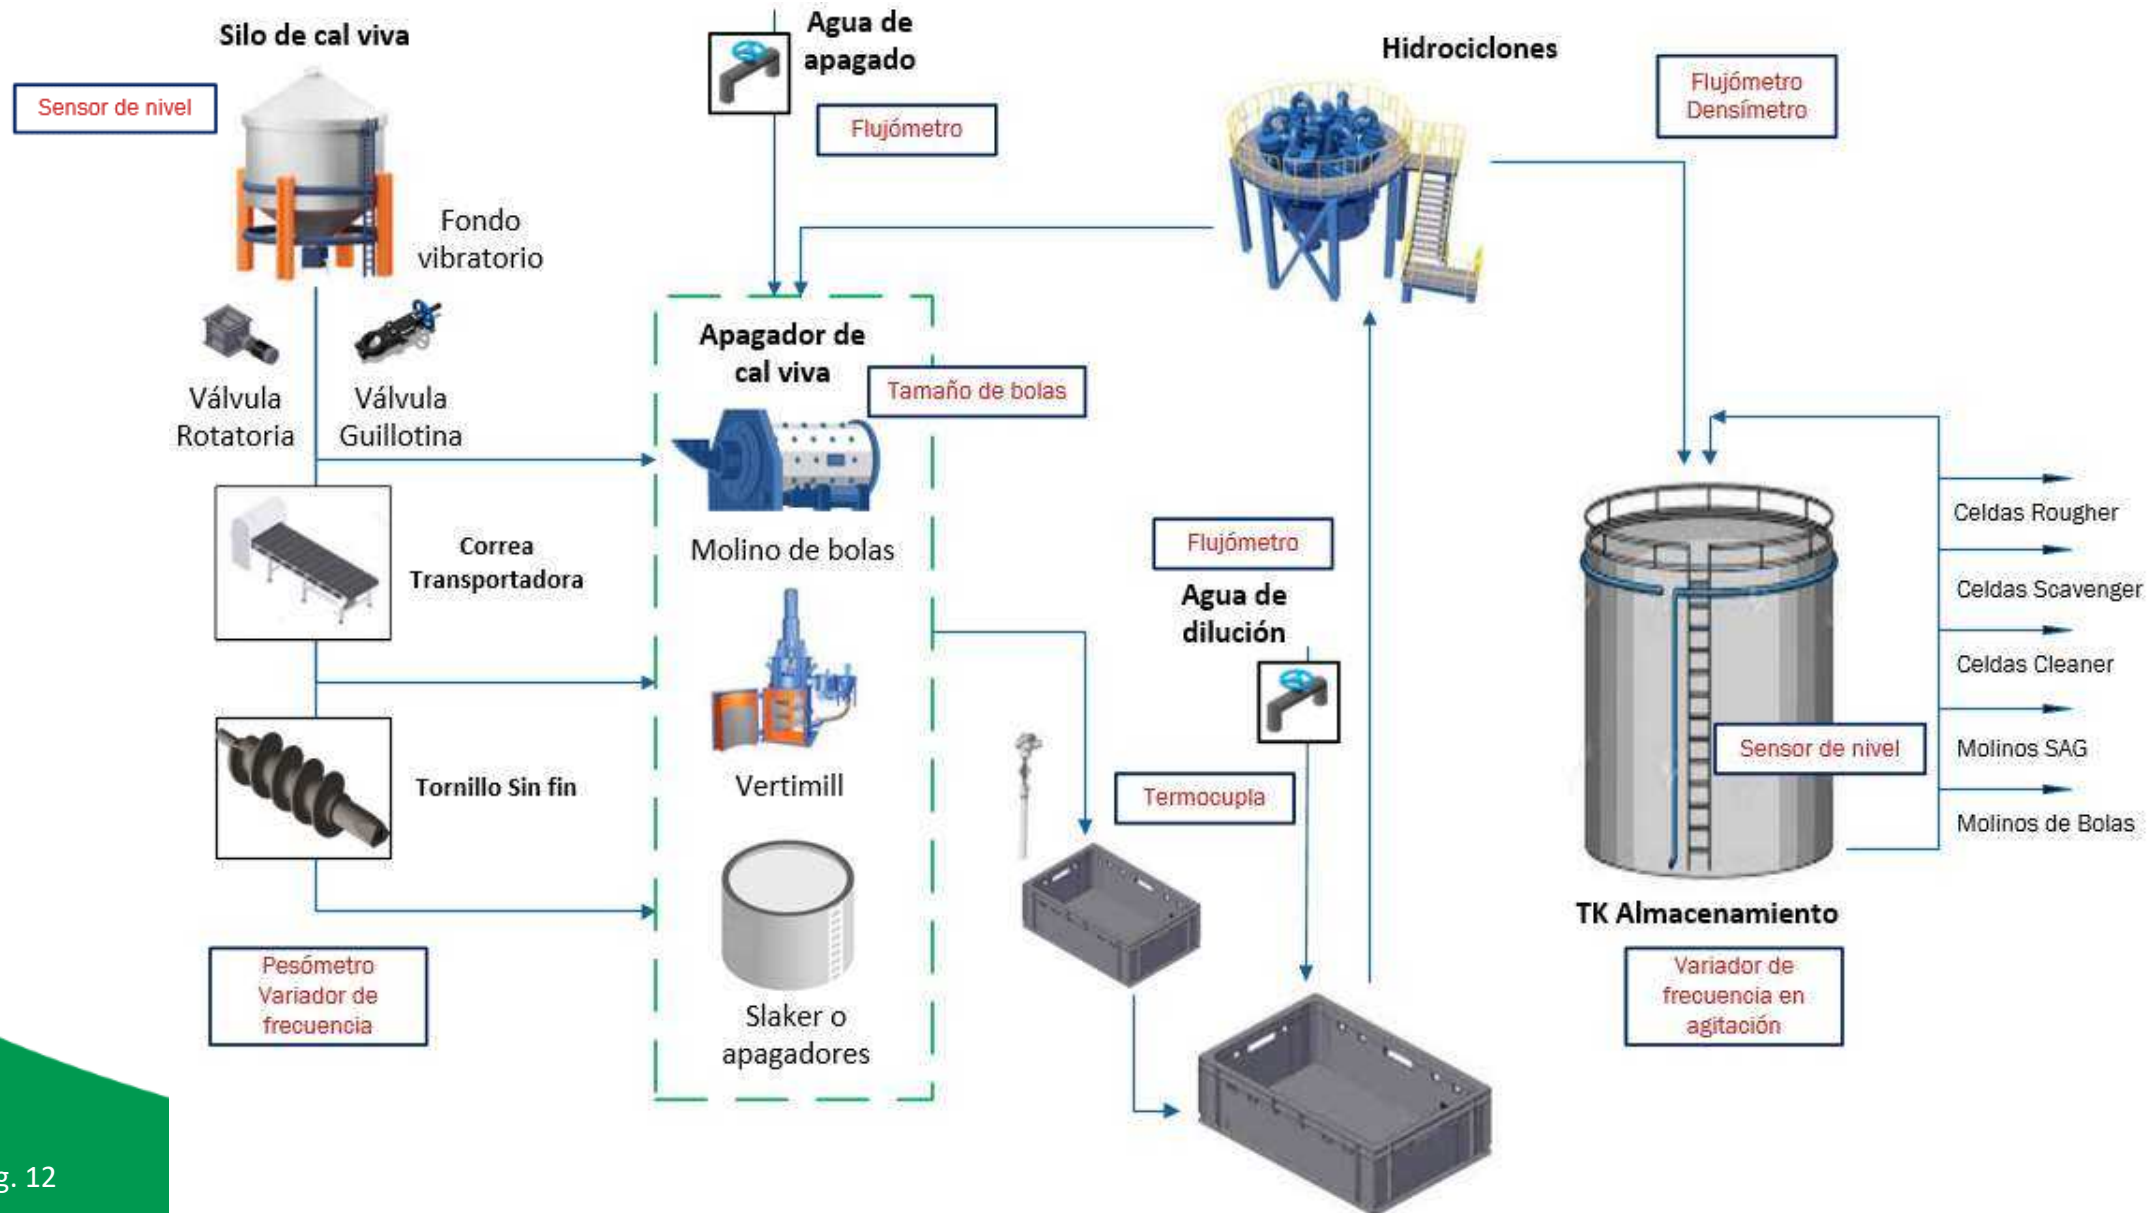 Silo de cal viva
Sensor de nivel
Fondo
vibratorio
Válvula
Rotatoria
Válvula
Guillotina
Correa
Transportadora
Tornillo Sin fin
Pesómetro
Variador de
frecuencia
Agua de
apagado
Flujómetro
Apagador de
cal viva
Tamaño de bolas
Molino de bolas
Vertimill
Slaker o
apagadores
Hidrociclones
Flujómetro
Densímetro
Flujómetro
Agua de
dilución
Termocupla
Celdas Rougher
Celdas Scavenger
Celdas Cleaner
Molinos SAG
Molinos de Bolas
Sensor de nivel
TK Almacenamiento
Variador de
frecuencia en
agitación
g. 12